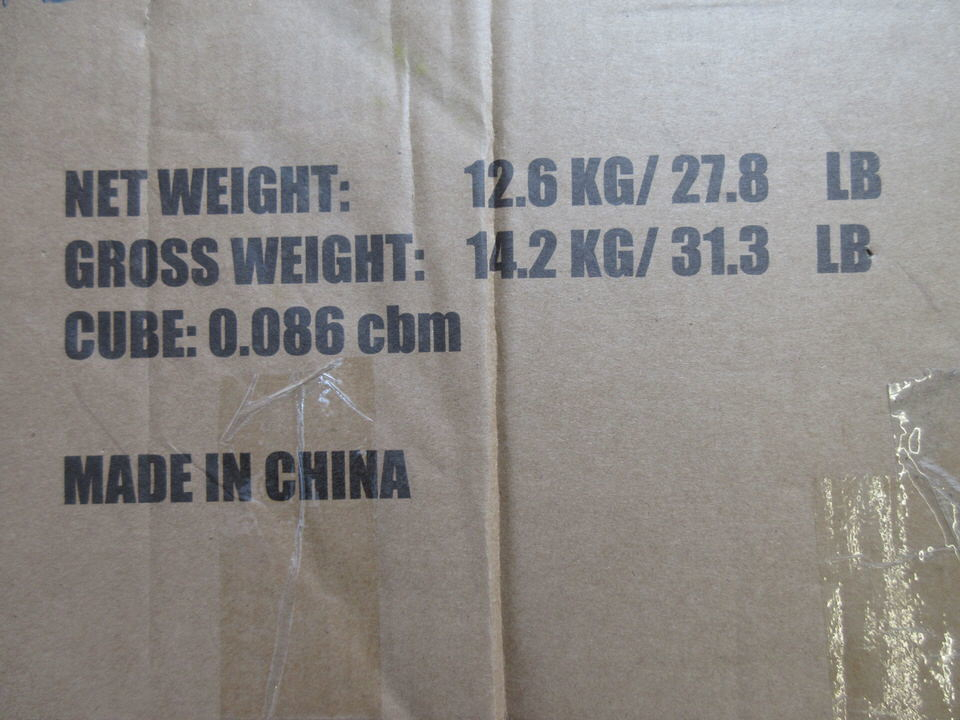 NET WEIGHT: 12.6 KG/ 27.8 LB
GROSS WEIGHT: 14.2 KG/ 31.3 LB
CUBE: 0.086 cbm
MADE IN CHINA